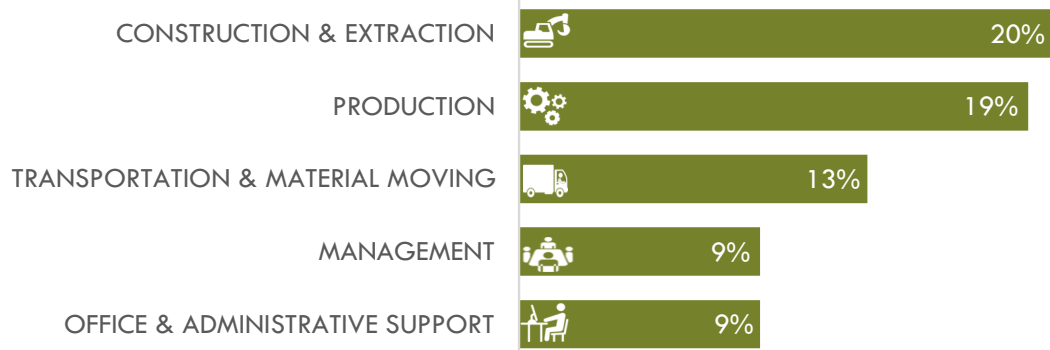 CONSTRUCTION & EXTRACTION 20%
PRODUCTION 19%
TRANSPORTATION & MATERIAL MOVING 13%
MANAGEMENT 9%
OFFICE & ADMINISTRATIVE SUPPORT 9%